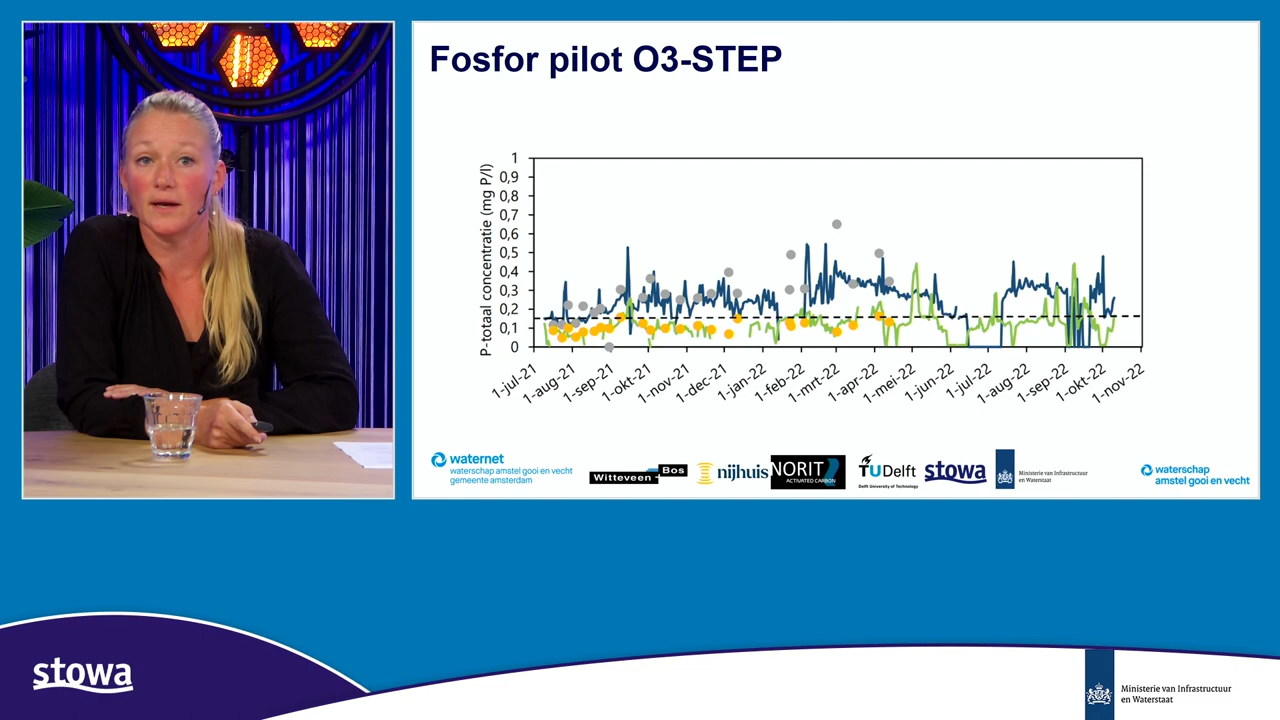 Fosfor pilot O3-STEP
P-totaal concentratie (mg P/l)
1
0,9
0,8
0,7
0,6
0,5
0,4
0,3
0,2
0,1
0
1-jul-21
1-aug-21
1-sep-21
1-okt-21
1-nov-21
1-dec-21
1-jan-22
1-feb-22
1-mrt-22
1-apr-22
1-mei-22
1-jun-22
1-jul-22
1-aug-22
1-sep-22
1-okt-22
1-nov-22
waternet
waterschap amstel gooi en vecht
gemeente amsterdam
Witteveen + Bos
nijhuis
NORIT
ACTIVATED CARBON
TU Delft
Delft University of Technology
stowa
Ministerie van Infrastructuur
en Waterstaat
waterschap
amstel gooi en vecht
stowa
Ministerie van Infrastructuur
en Waterstaat